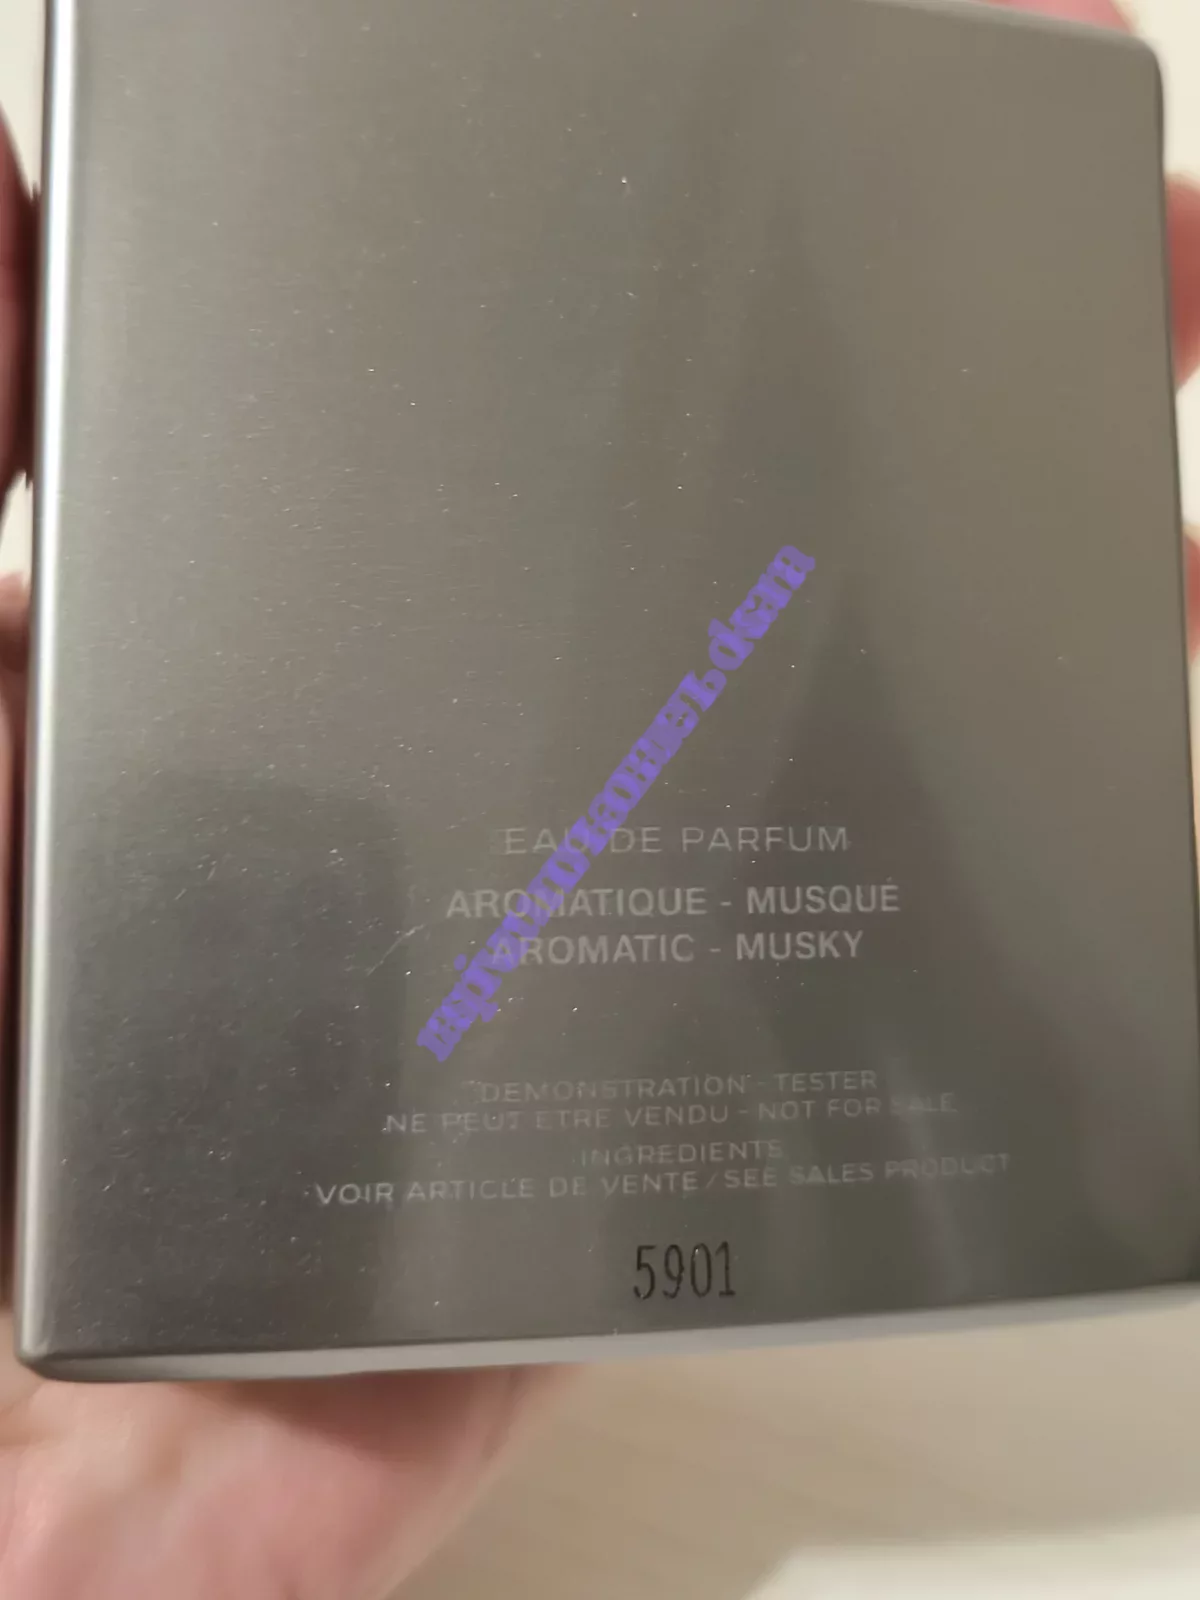 EAU DE PARFUM
AROMATIQUE - MUSQUÉ
AROMATIC - MUSKY
DEMONSTRATION - TESTER
NE PEUT ETRE VENDU - NOT FOR SALE
INGREDIENTS
VOIR ARTICLE DE VENTE / SEE SALES PRODUCT
5901